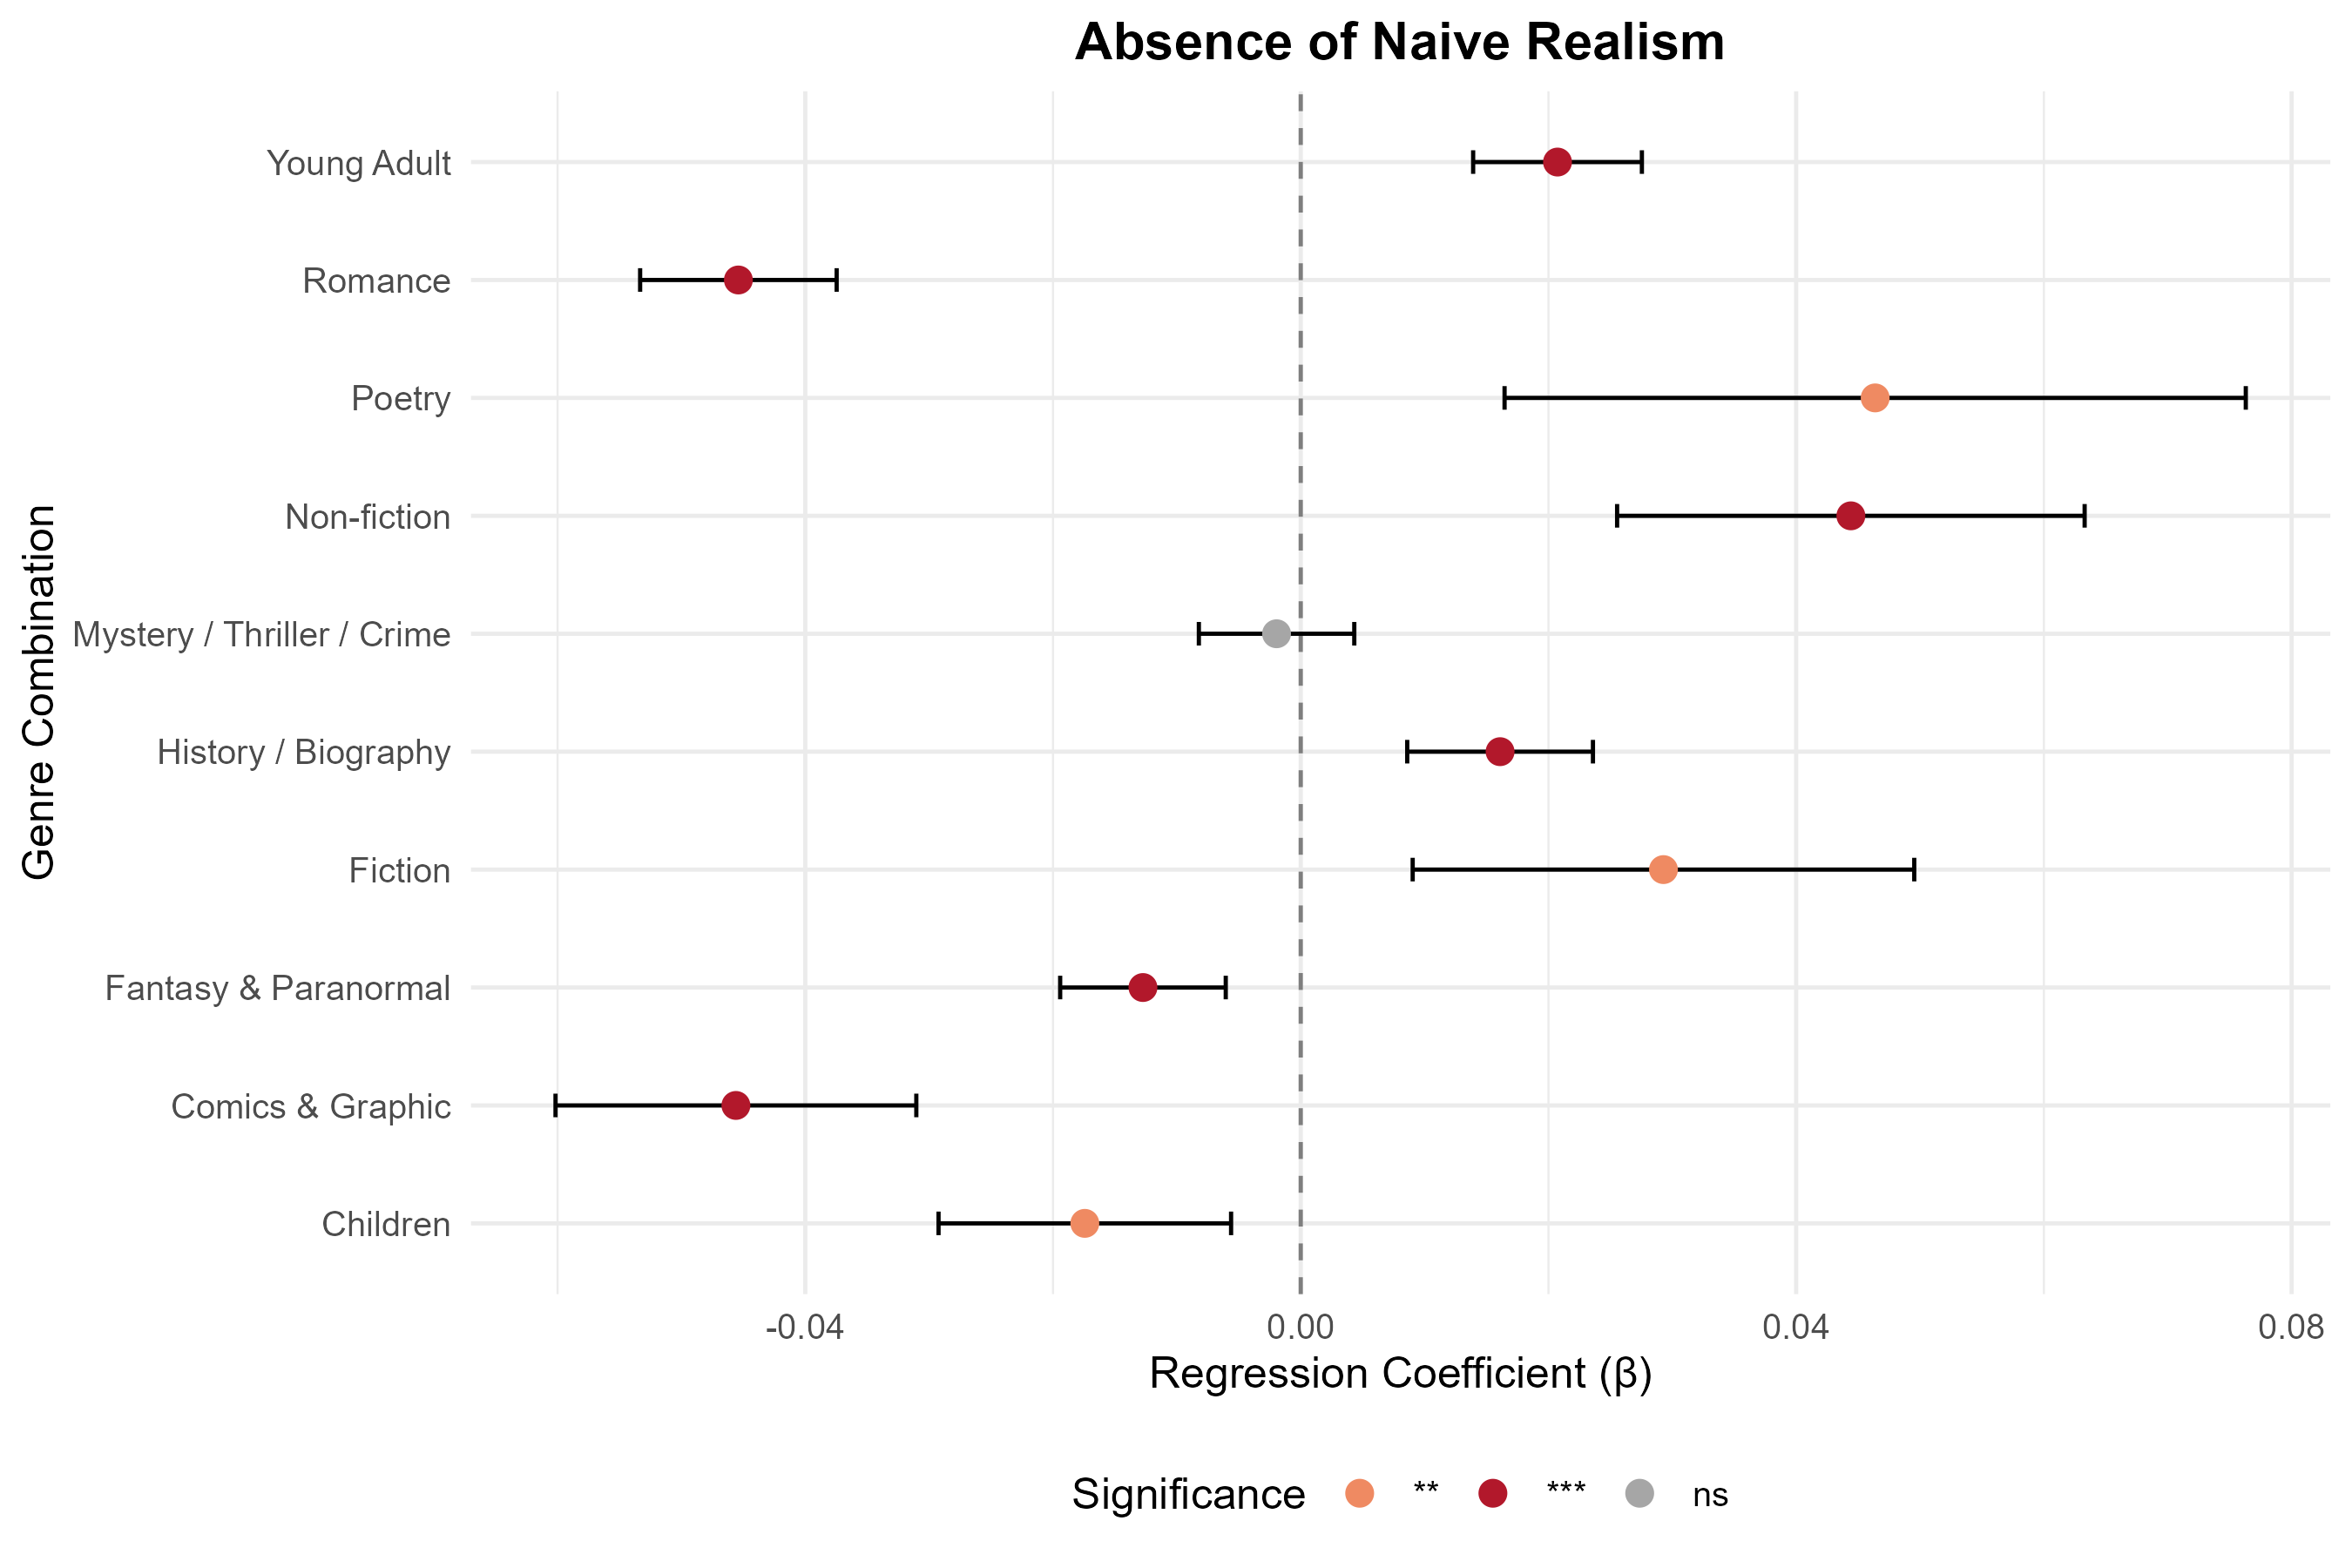 Absence of Naive Realism
Young Adult
Romance
Poetry
Non-fiction
Mystery / Thriller / Crime
History / Biography
Fiction
Fantasy & Paranormal
Comics & Graphic
Children
Genre Combination
-0.04 0.00 0.04 0.08
Regression Coefficient (β)
Significance ** *** ns